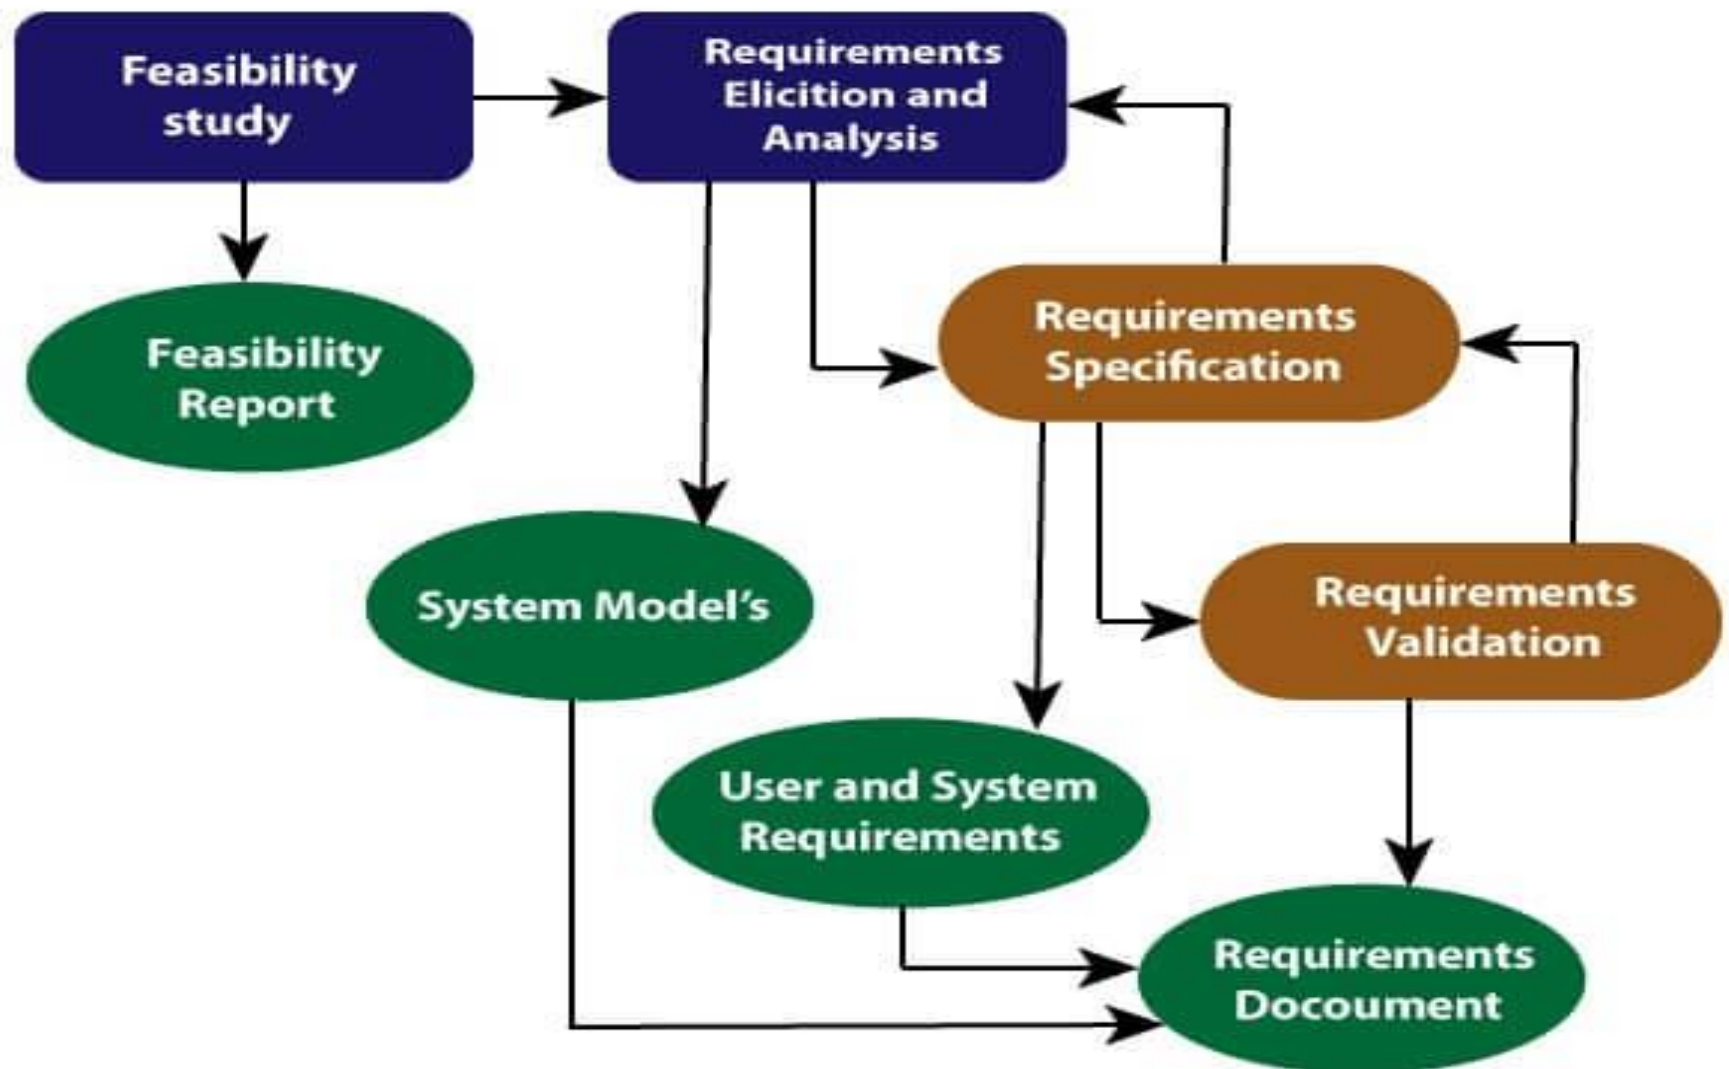 Feasibility
study
Requirements
Elicition and
Analysis
Feasibility
Report
Requirements
Specification
System Model's
Requirements
Validation
User and System
Requirements
Requirements
Docoument